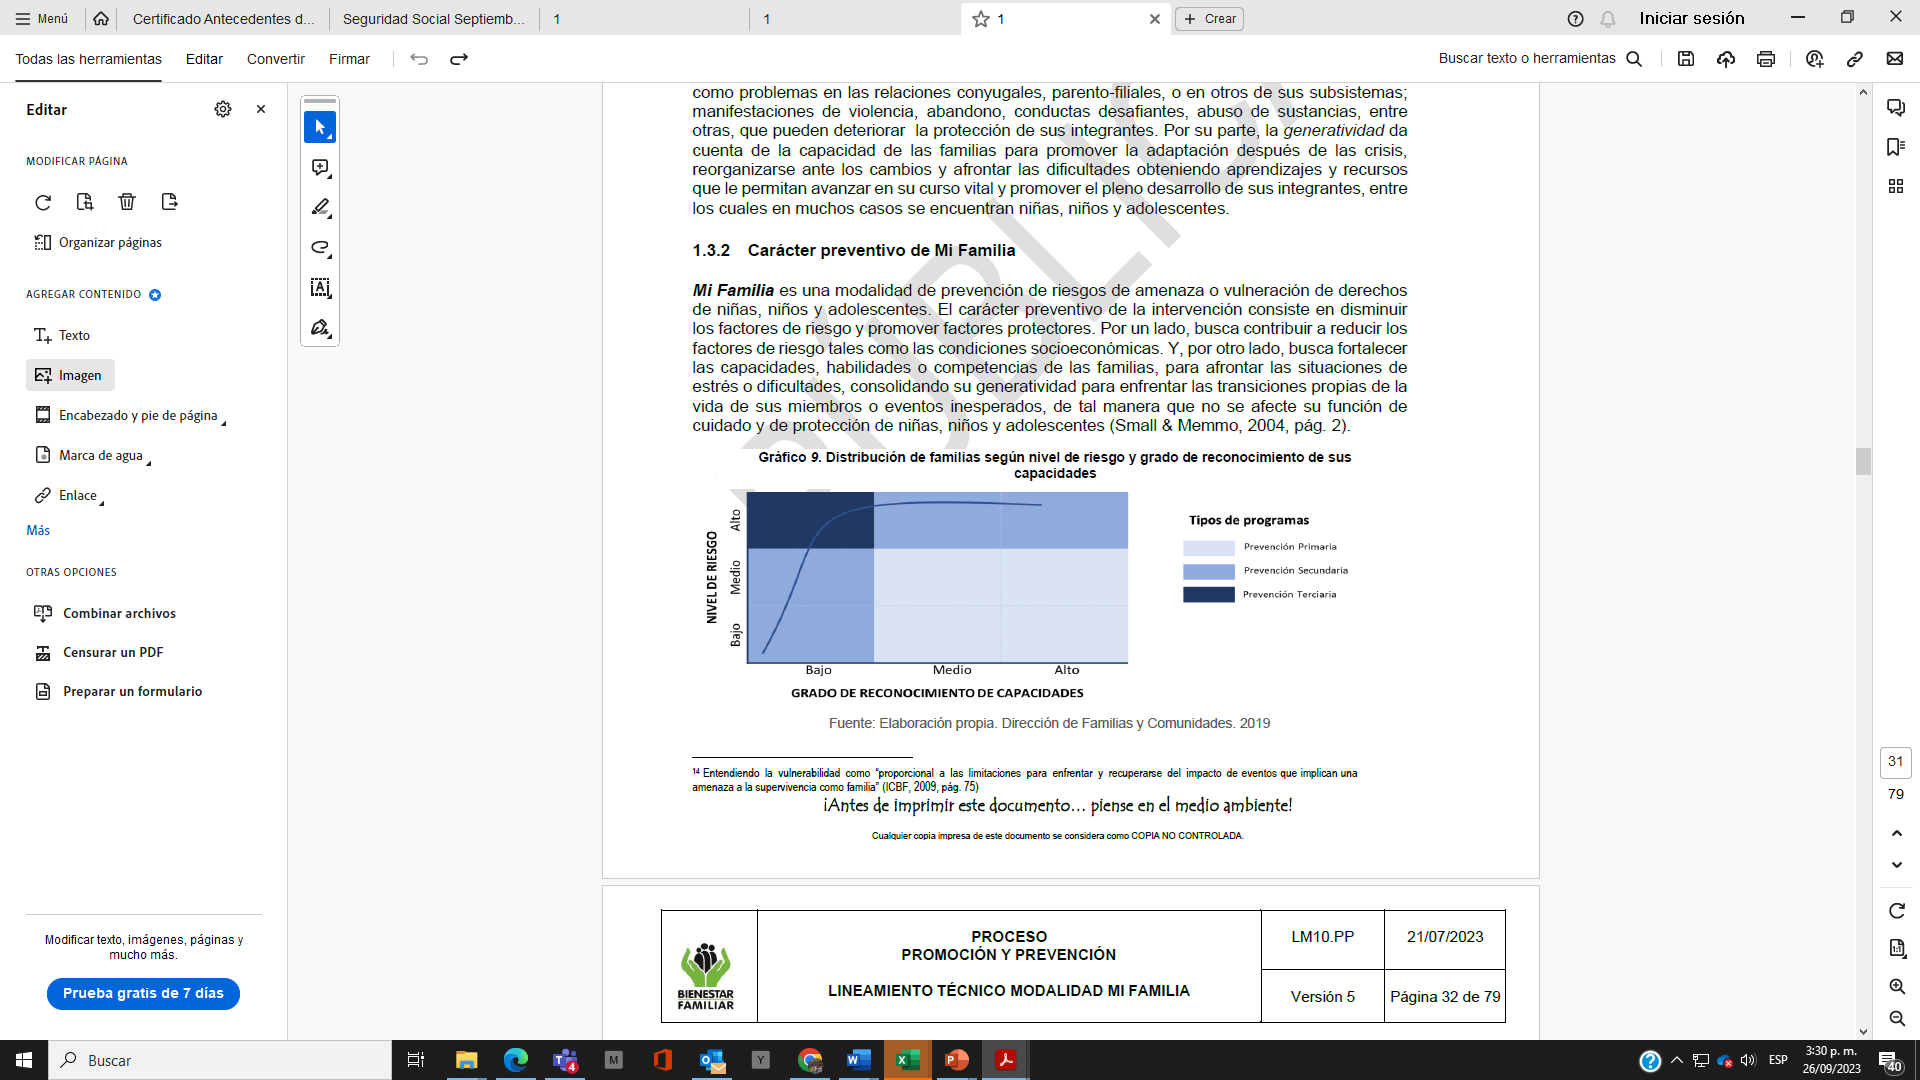 Menú
Certificado Antecedentes d...
Seguridad Social Septiemb...
1
1
1
Crear
Iniciar sesión
Todas las herramientas
Editar
Convertir
Firmar
Buscar texto o herramientas
Editar
MODIFICAR PÁGINA
Organizar páginas
AGREGAR CONTENIDO
Texto
Imagen
Encabezado y pie de página
Marca de agua
Enlace
Más
OTRAS OPCIONES
Combinar archivos
Censurar un PDF
Preparar un formulario
Modificar texto, imágenes, páginas y
mucho más.
Prueba gratis de 7 días
como problemas en las relaciones conyugales, parento-filiales, o en otros de sus subsistemas;
manifestaciones de violencia, abandono, conductas desafiantes, abuso de sustancias, entre
otras, que pueden deteriorar la protección de sus integrantes. Por su parte, la generatividad da
cuenta de la capacidad de las familias para promover la adaptación después de las crisis,
reorganizarse ante los cambios y afrontar las dificultades obteniendo aprendizajes y recursos
que le permitan avanzar en su curso vital y promover el pleno desarrollo de sus integrantes, entre
los cuales en muchos casos se encuentran niñas, niños y adolescentes.
1.3.2 Carácter preventivo de Mi Familia
Mi Familia es una modalidad de prevención de riesgos de amenaza o vulneración de derechos
de niñas, niños y adolescentes. El carácter preventivo de la intervención consiste en disminuir
los factores de riesgo y promover factores protectores. Por un lado, busca contribuir a reducir los
factores de riesgo tales como las condiciones socioeconómicas. Y, por otro lado, busca fortalecer
las capacidades, habilidades o competencias de las familias, para afrontar las situaciones de
estrés o dificultades, consolidando su generatividad para enfrentar las transiciones propias de la
vida de sus miembros o eventos inesperados, de tal manera que no se afecte su función de
cuidado y de protección de niñas, niños y adolescentes (Small & Memmo, 2004, pág. 2).
Gráfico 9. Distribución de familias según nivel de riesgo y grado de reconocimiento de sus
capacidades
NIVEL DE RIESGO
Alto
Medio
Bajo
Bajo
Medio
Alto
GRADO DE RECONOCIMIENTO DE CAPACIDADES
Tipos de programas
Prevención Primaria
Prevención Secundaria
Prevención Terciaria
Fuente: Elaboración propia. Dirección de Familias y Comunidades. 2019
14 Entendiendo la vulnerabilidad como “proporcional a las limitaciones para enfrentar y recuperarse del impacto de eventos que implican una
amenaza a la supervivencia como familia” (ICBF, 2009, pág. 75)
¡Antes de imprimir este documento… piense en el medio ambiente!
Cualquier copia impresa de este documento se considera como COPIA NO CONTROLADA.
BIENESTAR
FAMILIAR
PROCESO
PROMOCIÓN Y PREVENCIÓN
LINEAMIENTO TÉCNICO MODALIDAD MI FAMILIA
LM10.PP
21/07/2023
Versión 5
Página 32 de 79
PÚBLICA
31
79
Buscar
ESP
3:30 p. m.
26/09/2023
40